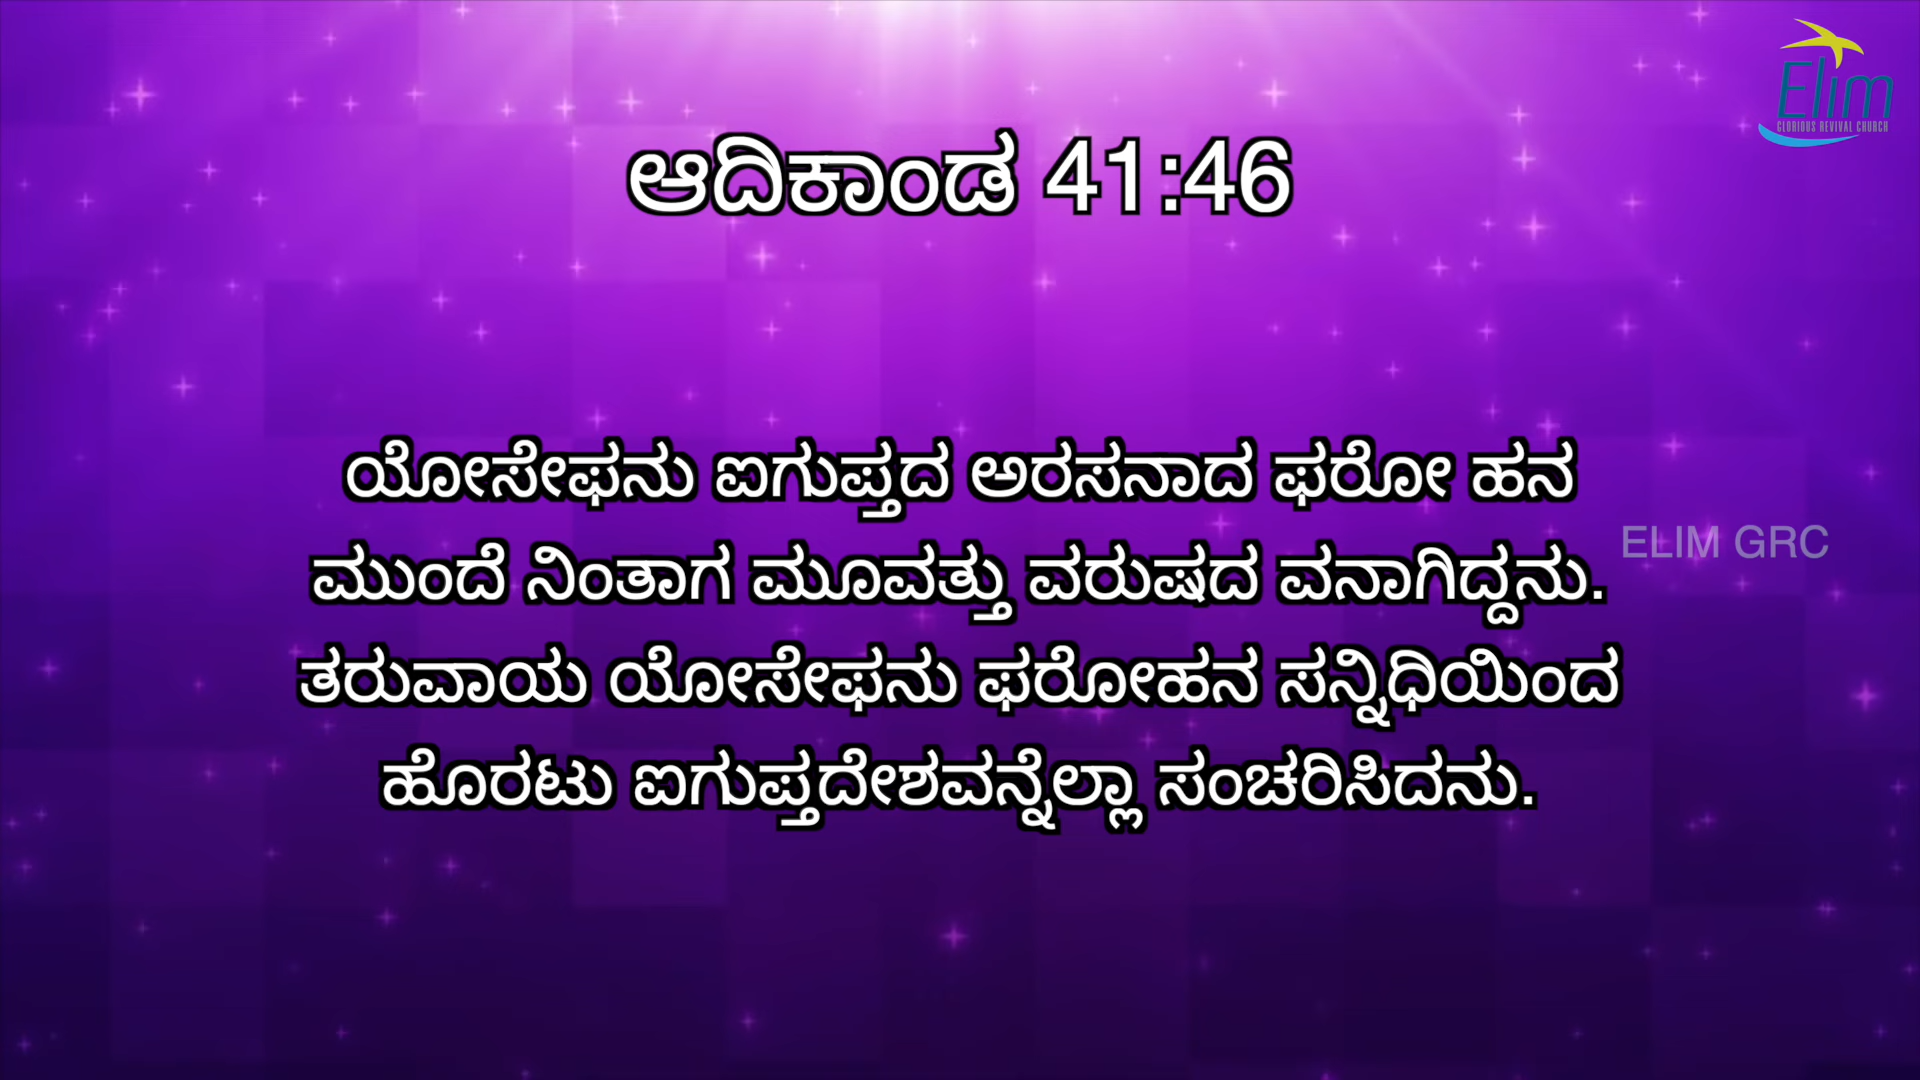 Elim
GLORIOUS REVIVAL CHURCH
ಆದಿಕಾಂಡ 41:46
ಯೋಸೇಫನು ಐಗುಪ್ತದ ಅರಸನಾದ ಫರೋ ಹನ
ಮುಂದೆ ನಿಂತಾಗ ಮೂವತ್ತು ವರುಷದ ವನಾಗಿದ್ದನು.
ತರುವಾಯ ಯೋಸೇಫನು ಫರೋಹನ ಸನ್ನಿಧಿಯಿಂದ
ಹೊರಟು ಐಗುಪ್ತದೇಶವನ್ನೆಲ್ಲಾ ಸಂಚರಿಸಿದನು.
ELIM GRC